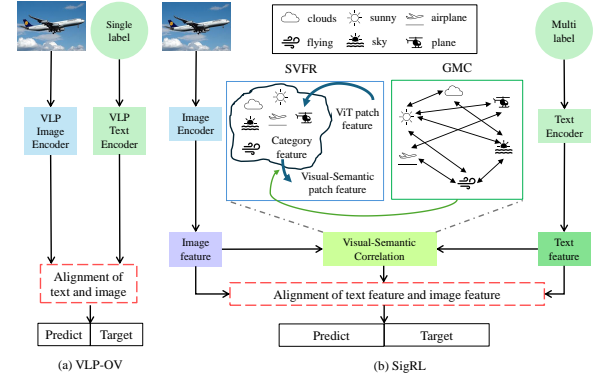 Single
label
VLP
Image
Encoder
VLP
Text
Encoder
Alignment of
text and image
Predict
Target
(a) VLP-OV
clouds
sunny
airplane
flying
sky
plane
Multi
label
SVFR
GMC
Image
Encoder
ViT patch
feature
Category
feature
Visual-Semantic
patch feature
Text
Encoder
Image
feature
Visual-Semantic
Correlation
Text
feature
Alignment of text feature and image feature
Predict
Target
(b) SigRL